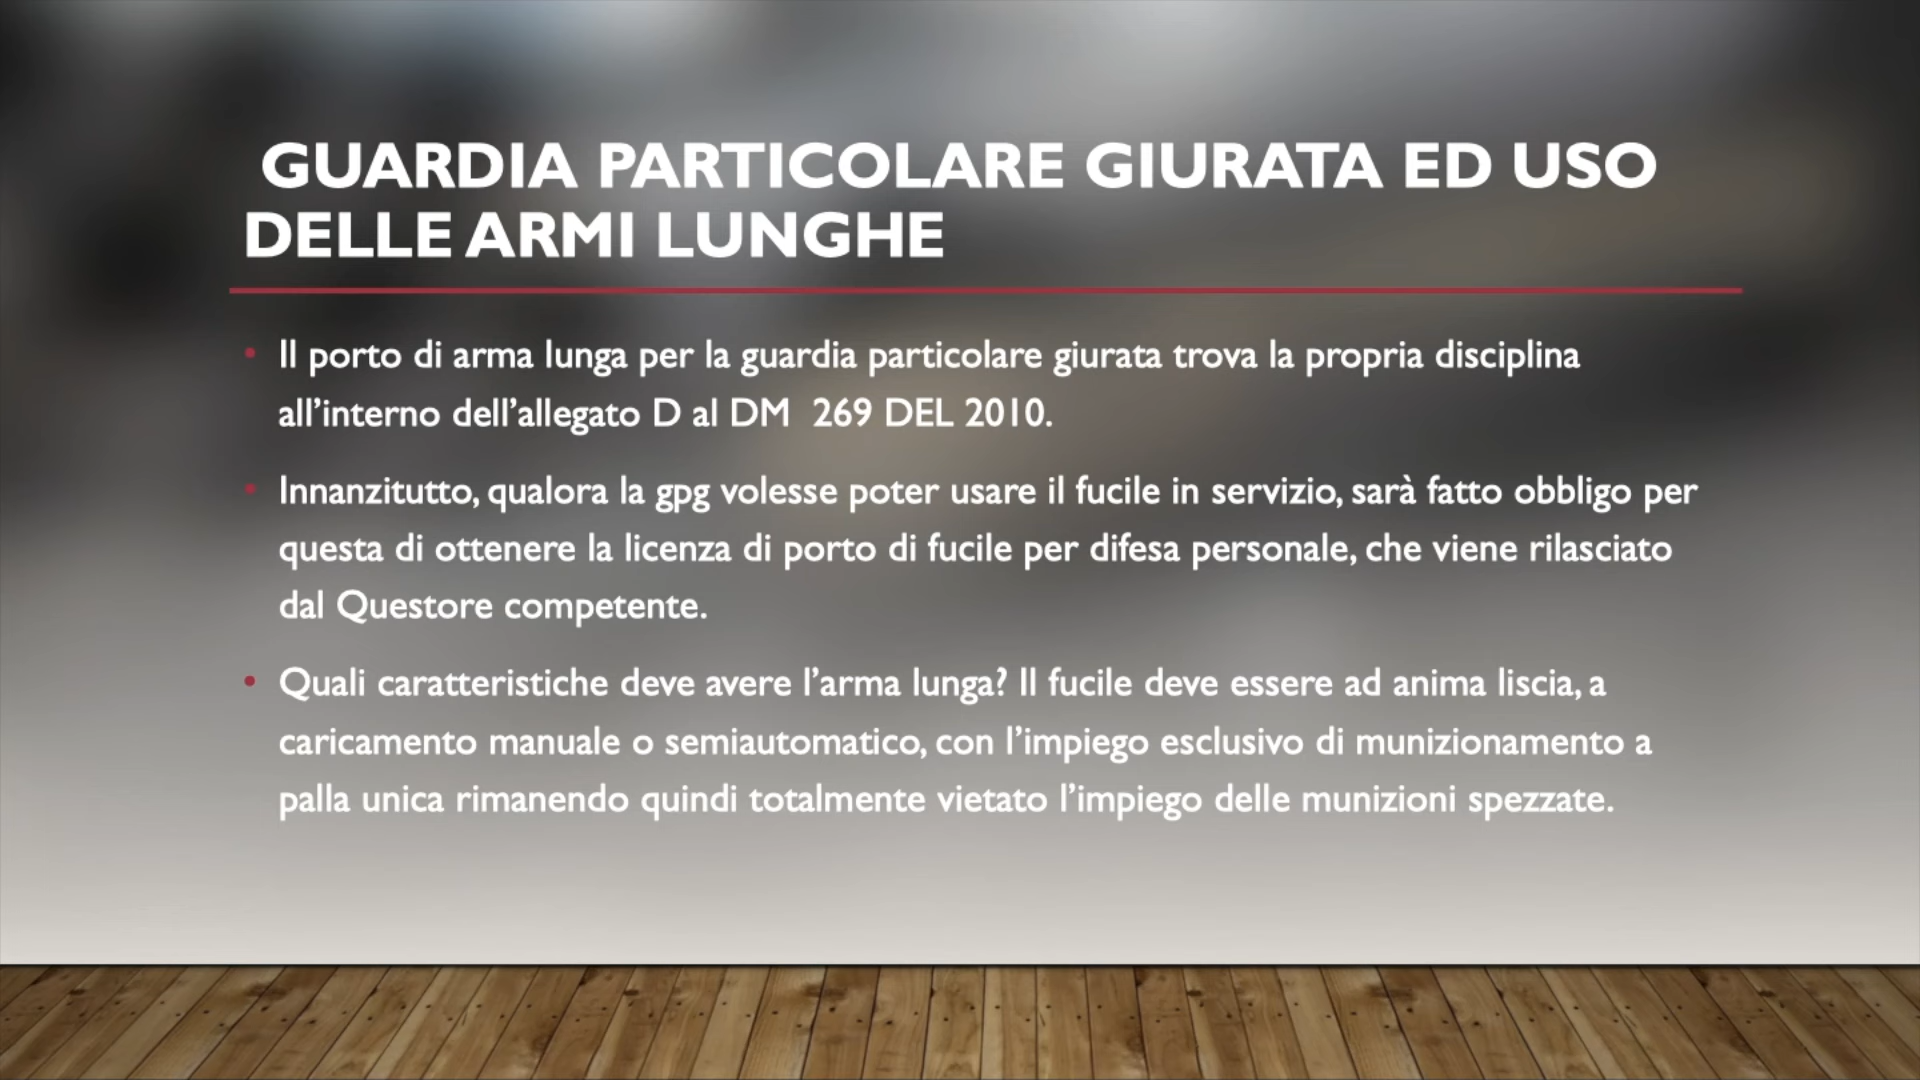 GUARDIA PARTICOLARE GIURATA ED USO
DELLE ARMI LUNGHE
• Il porto di arma lunga per la guardia particolare giurata trova la propria disciplina
all’interno dell’allegato D al DM 269 DEL 2010.
• Innanzitutto, qualora la gpg volesse poter usare il fucile in servizio, sarà fatto obbligo per
questa di ottenere la licenza di porto di fucile per difesa personale, che viene rilasciato
dal Questore competente.
• Quali caratteristiche deve avere l’arma lunga? Il fucile deve essere ad anima liscia, a
caricamento manuale o semiautomatico, con l’impiego esclusivo di munizionamento a
palla unica rimanendo quindi totalmente vietato l’impiego delle munizioni spezzate.